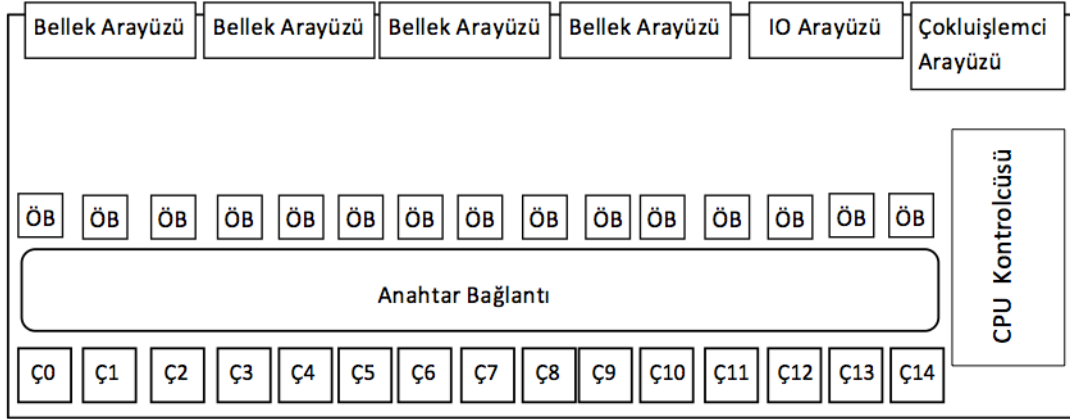 Bellek Arayüzü Bellek Arayüzü Bellek Arayüzü Bellek Arayüzü IO Arayüzü Çokluişlemci
Arayüzü
CPU Kontrolcüsü
ÖB ÖB ÖB ÖB ÖB ÖB ÖB ÖB ÖB ÖB ÖB ÖB ÖB ÖB ÖB
Anahtar Bağlantı
Ç0 Ç1 Ç2 Ç3 Ç4 Ç5 Ç6 Ç7 Ç8 Ç9 Ç10 Ç11 Ç12 Ç13 Ç14